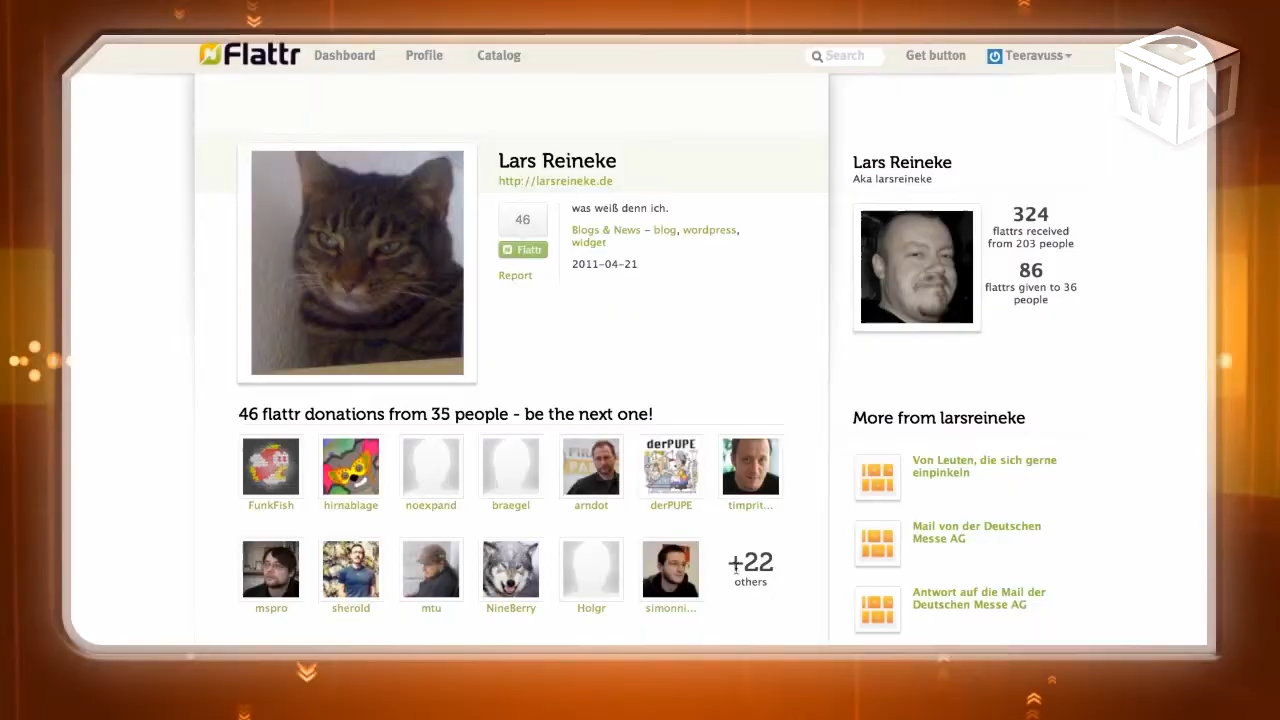 Flattr
Dashboard
Profile
Catalog
Search
Get button
Teeravuss
W N
Lars Reineke
http://larsreineke.de
46
Flattr
Report
was weiß denn ich.
Blogs & News – blog, wordpress,
widget
2011-04-21
46 flattr donations from 35 people - be the next one!
FunkFish
hirnablage
noexpand
braegel
arndot
derPUPE
derPUPE
timprit...
mspro
sherold
mtu
NineBerry
Holgr
simonni...
+22
others
Lars Reineke
Aka larsreineke
324
flattrs received
from 203 people
86
flattrs given to 36
people
More from larsreineke
Von Leuten, die sich gerne
einpinkeln
Mail von der Deutschen
Messe AG
Antwort auf die Mail der
Deutschen Messe AG